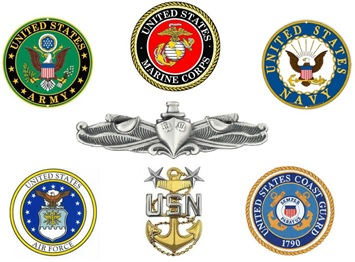 UNITED STATES
ARMY
UNITED STATES
MARINE CORPS
UNITED STATES
NAVY
UNITED STATES
AIR FORCE
USN
UNITED STATES COAST GUARD
SEMPER
PARATUS
1790